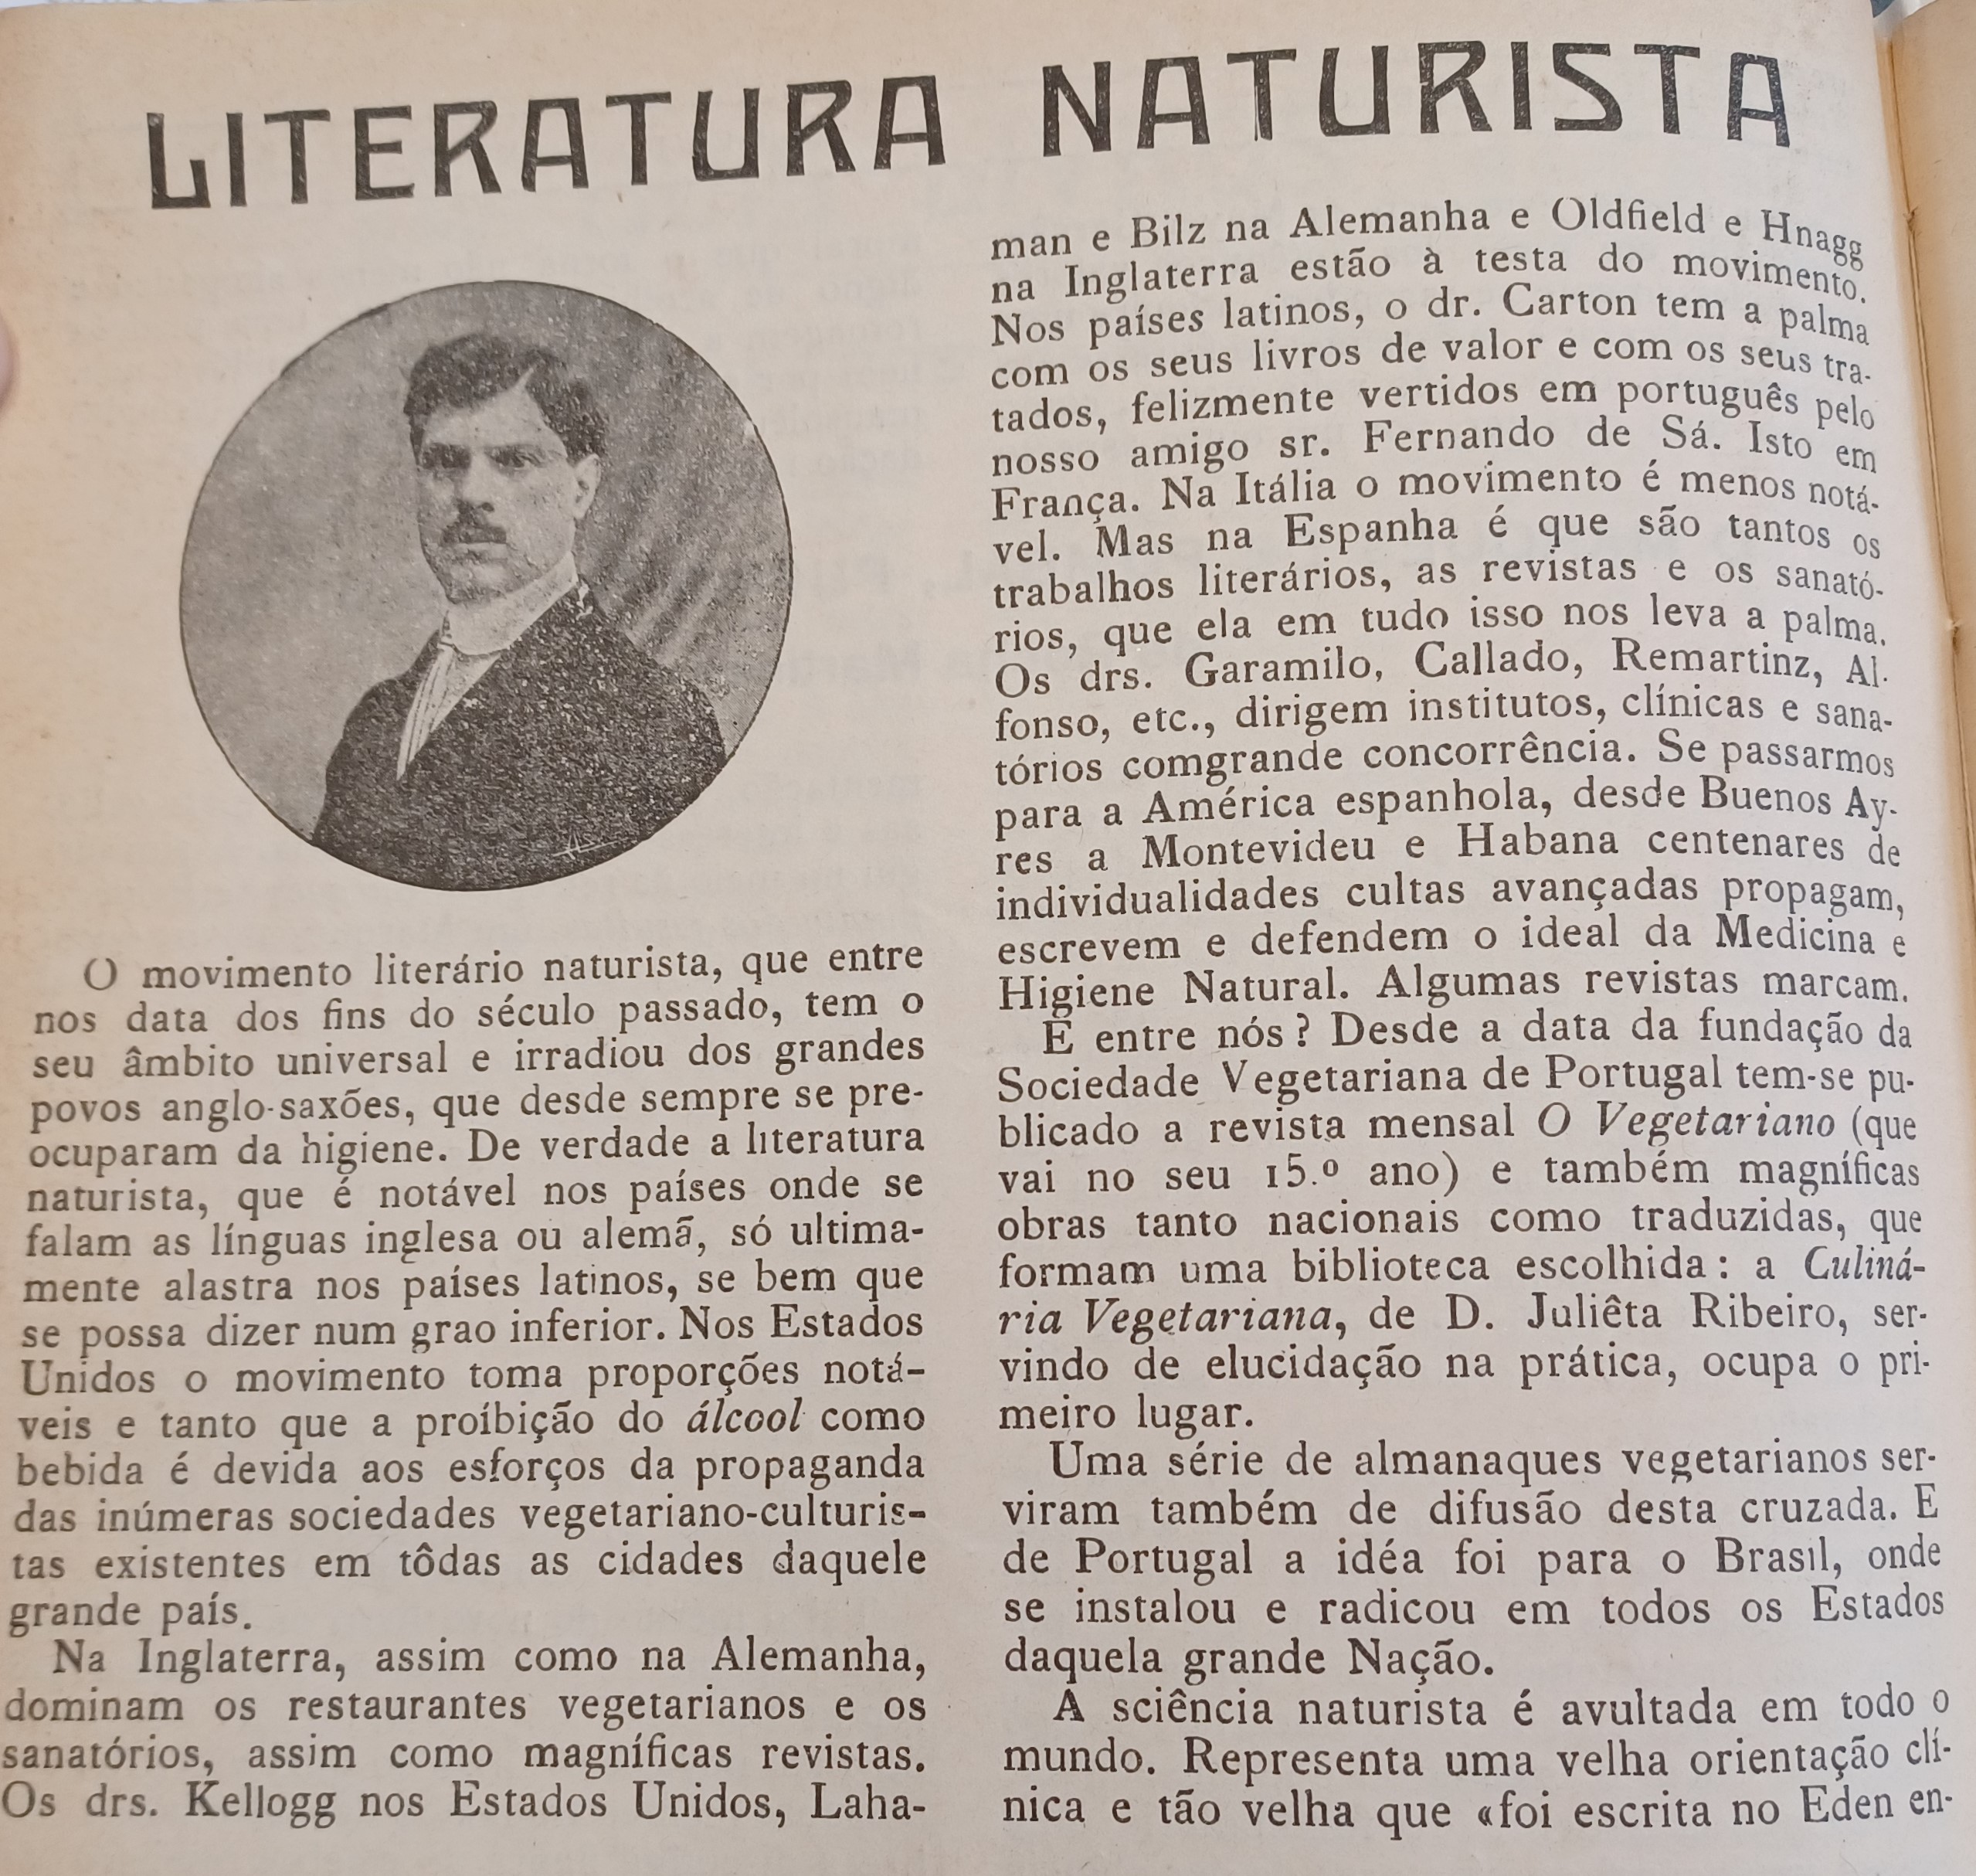 LITERATURA NATURISTA
O movimento literário naturista, que entre
nos data dos fins do século passado, tem o
seu âmbito universal e irradiou dos grandes
povos anglo-saxões, que desde sempre se pre-
ocuparam da higiene. De verdade a literatura
naturista, que é notável nos países onde se
falam as línguas inglesa ou alemã, só ultima-
mente alastra nos países latinos, se bem que
se possa dizer num grao inferior. Nos Estados
Unidos o movimento toma proporções notá-
veis e tanto que a proíbição do álcool como
bebida é devida aos esforços da propaganda
das inúmeras sociedades vegetariano-culturis-
tas existentes em tôdas as cidades daquele
grande país.
Na Inglaterra, assim como na Alemanha,
dominam os restaurantes vegetarianos e os
sanatórios, assim como magníficas revistas.
Os drs. Kellogg nos Estados Unidos, Laha-
man e Bilz na Alemanha e Oldfield e Hnagg
na Inglaterra estão à testa do movimento.
Nos países latinos, o dr. Carton tem a palma
com os seus livros de valor e com os seus tra-
tados, felizmente vertidos em português pelo
nosso amigo sr. Fernando de Sá. Isto em
França. Na Itália o movimento é menos notá-
vel. Mas na Espanha é que são tantos os
trabalhos literários, as revistas e os sanató-
rios, que ela em tudo isso nos leva a palma.
Os drs. Garamilo, Callado, Remartinz, Al-
fonso, etc., dirigem institutos, clínicas e sana-
tórios comgrande concorrência. Se passarmos
para a América espanhola, desde Buenos Ay-
res a Montevideu e Habana centenares de
individualidades cultas avançadas propagam,
escrevem e defendem o ideal da Medicina e
Higiene Natural. Algumas revistas marcam.
E entre nós? Desde a data da fundação da
Sociedade Vegetariana de Portugal tem-se pu-
blicado a revista mensal O Vegetariano (que
vai no seu 15.º ano) e também magníficas
obras tanto nacionais como traduzidas, que
formam uma biblioteca escolhida: a Culiná-
ria Vegetariana, de D. Juliêta Ribeiro, ser-
vindo de elucidação na prática, ocupa o pri-
meiro lugar.
Uma série de almanaques vegetarianos ser-
viram também de difusão desta cruzada. E
de Portugal a idéa foi para o Brasil, onde
se instalou e radicou em todos os Estados
daquela grande Nação.
A sciência naturista é avultada em todo o
mundo. Representa uma velha orientação clí-
nica e tão velha que «foi escrita no Eden en-